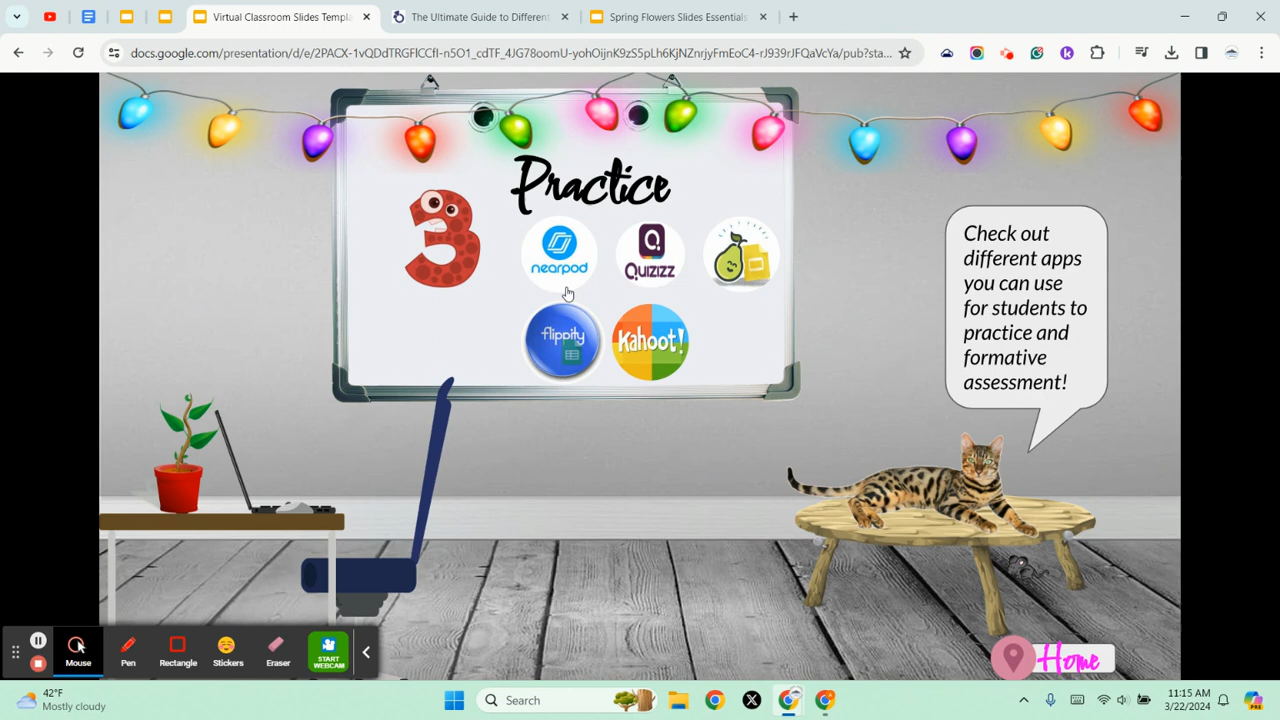 Virtual Classroom Slides Templa
The Ultimate Guide to Different
Spring Flowers Slides Essentials
docs.google.com/presentation/d/e/2PACX-1vQDdTRGFlCCfI-n5O1_cdTF_4JG78oomU-yohOijnK9zS5pLh6KjNZnrjyFmEoC4-rJ939rJFQaVcYa/pub?sta...
Practice
3
nearpod
Quizizz
flippity
Kahoot!
Check out
different apps
you can use
for students to
practice and
formative
assessment!
Home
Mouse
Pen
Rectangle
Stickers
Eraser
START
WEBCAM
42°F
Mostly cloudy
Search
11:15 AM
3/22/2024
PRE